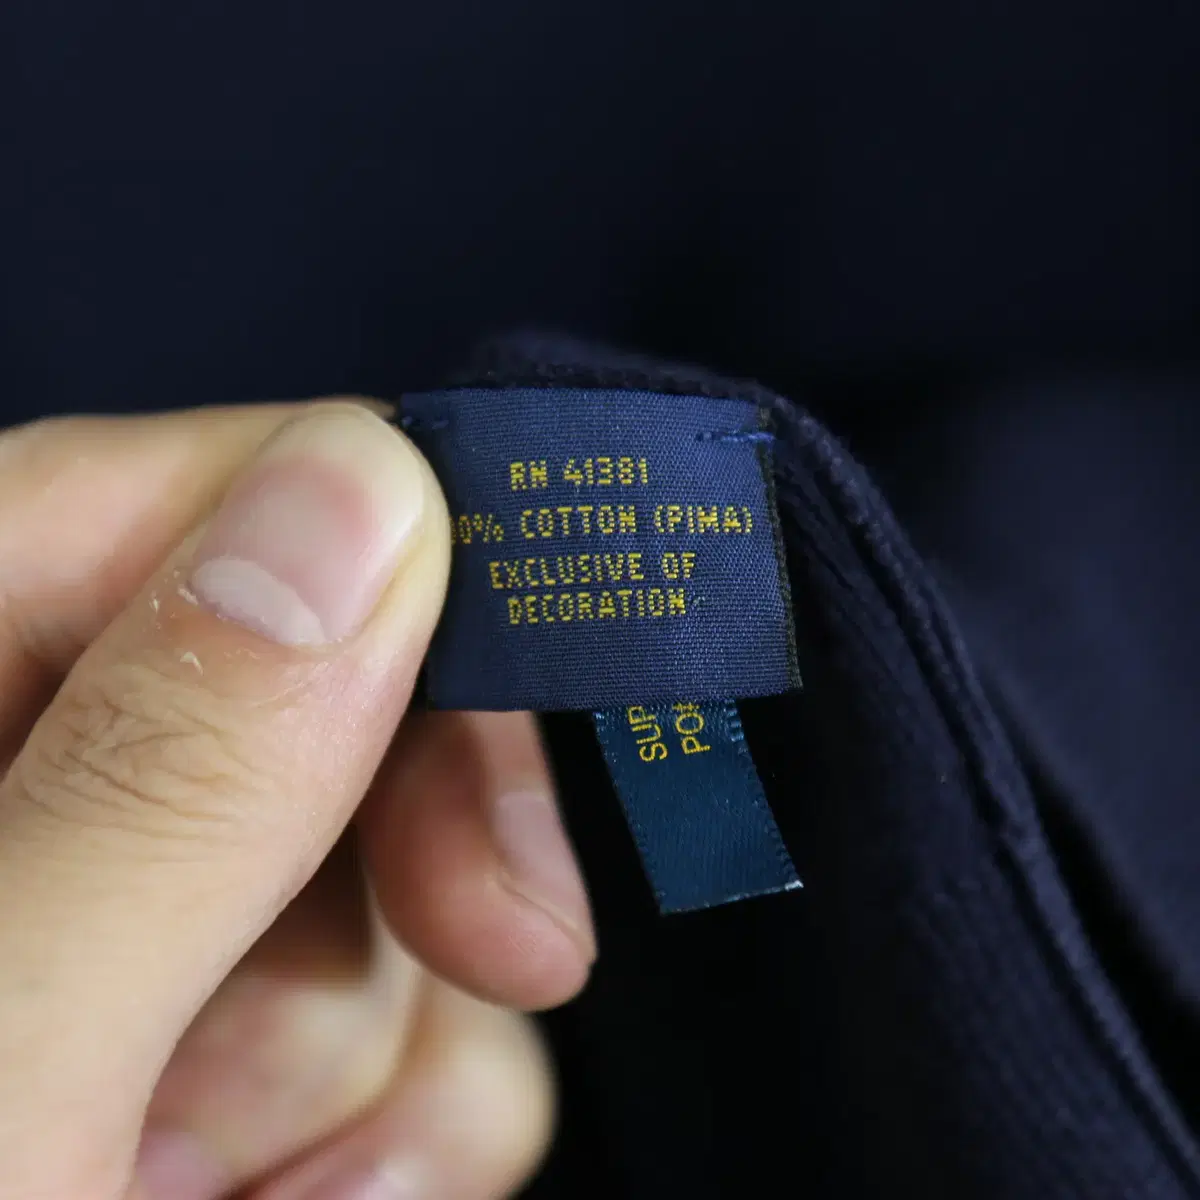 RN 41381
00% COTTON (PIMA)
EXCLUSIVE OF
DECORATION
SUP
PO#